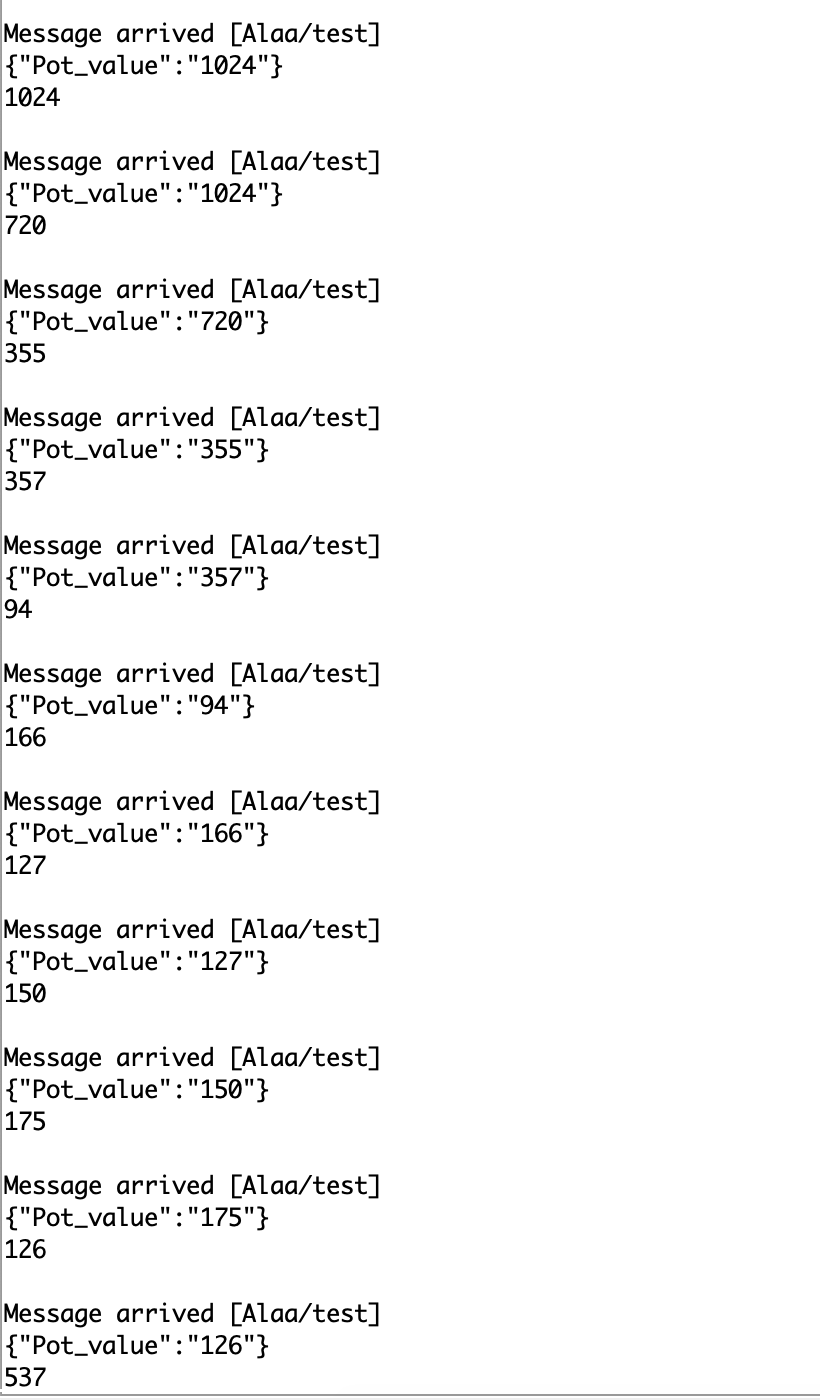 Message arrived [Alaa/test]
{"Pot_value":"1024"}
1024
Message arrived [Alaa/test]
{"Pot_value":"1024"}
720
Message arrived [Alaa/test]
{"Pot_value":"720"}
355
Message arrived [Alaa/test]
{"Pot_value":"355"}
357
Message arrived [Alaa/test]
{"Pot_value":"357"}
94
Message arrived [Alaa/test]
{"Pot_value":"94"}
166
Message arrived [Alaa/test]
{"Pot_value":"166"}
127
Message arrived [Alaa/test]
{"Pot_value":"127"}
150
Message arrived [Alaa/test]
{"Pot_value":"150"}
175
Message arrived [Alaa/test]
{"Pot_value":"175"}
126
Message arrived [Alaa/test]
{"Pot_value":"126"}
537